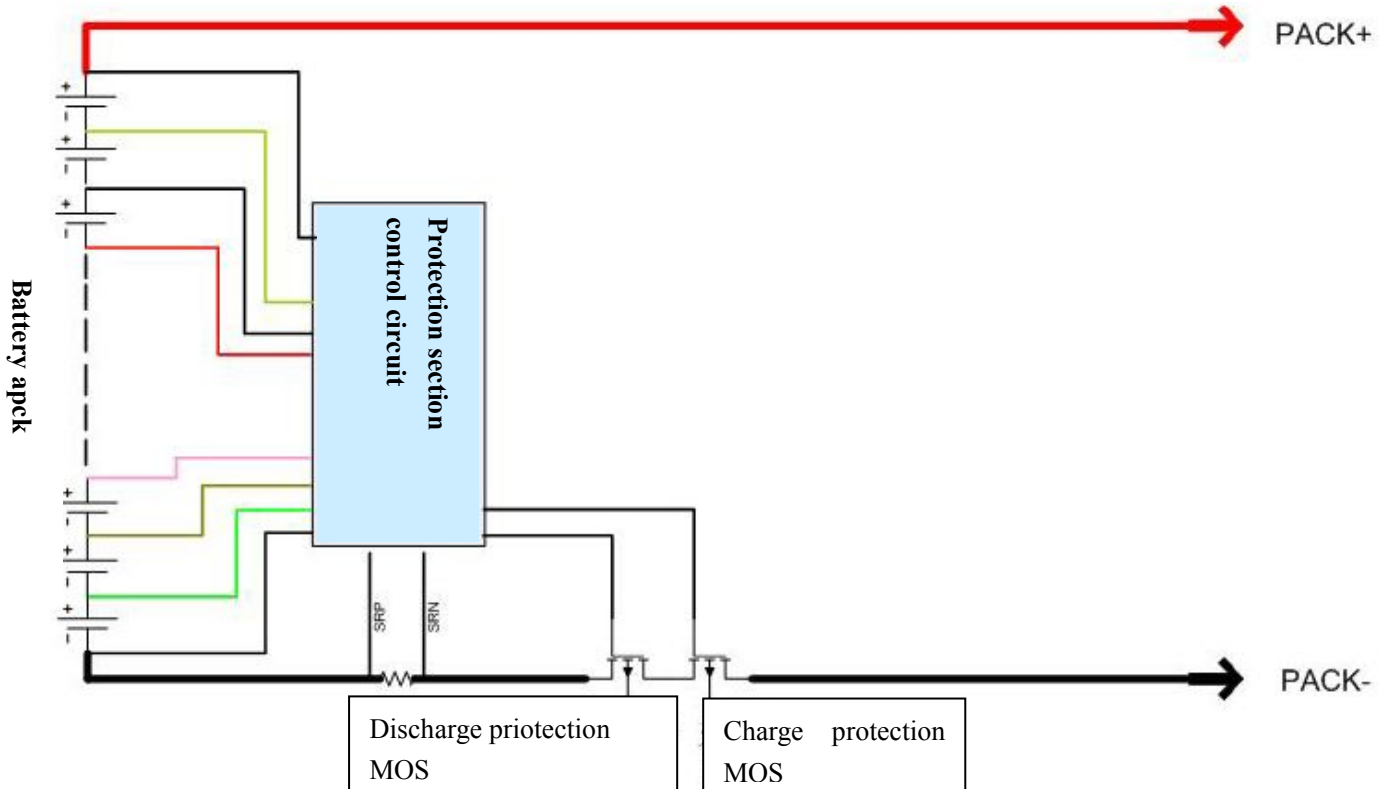 PACK+
Protection section
control circuit
Battery apck
SRP
SRN
PACK-
Discharge priotection
MOS
Charge protection
MOS